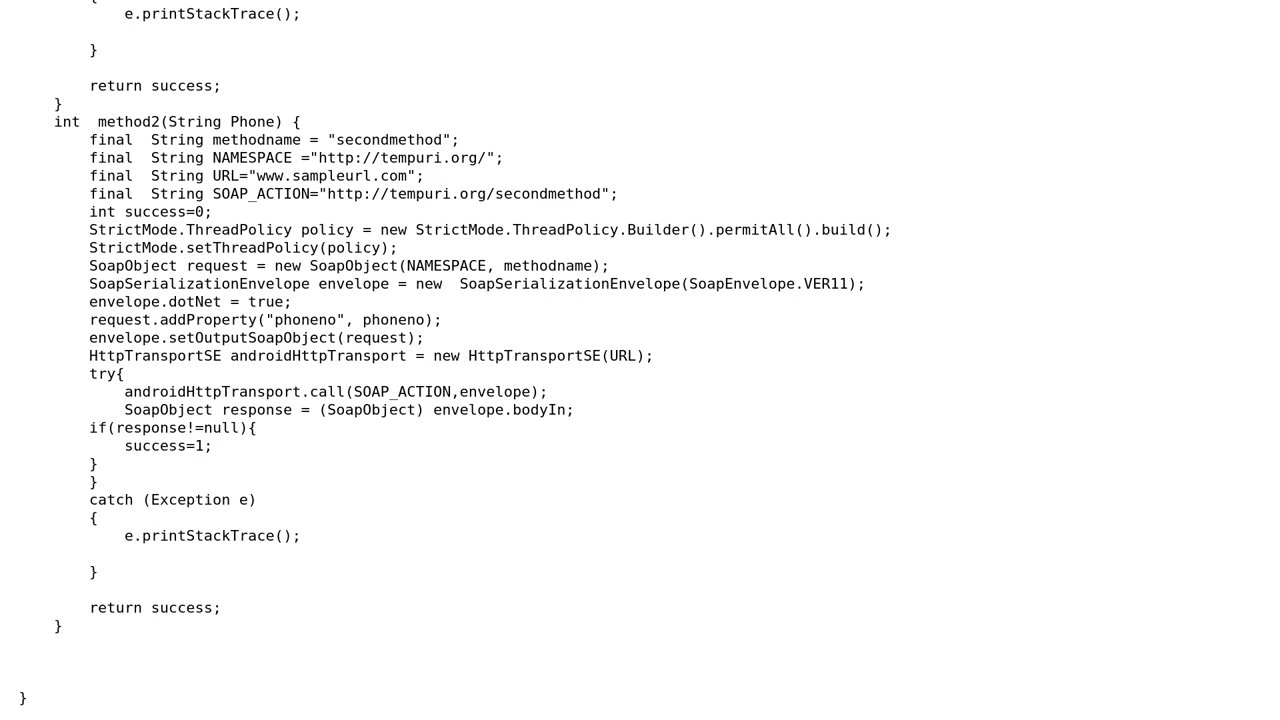 {
e.printStackTrace();
}
return success;
}
int  method2(String Phone) {
final  String methodname = "secondmethod";
final  String NAMESPACE ="http://tempuri.org/";
final  String URL="www.sampleurl.com";
final  String SOAP_ACTION="http://tempuri.org/secondmethod";
int success=0;
StrictMode.ThreadPolicy policy = new StrictMode.ThreadPolicy.Builder().permitAll().build();
StrictMode.setThreadPolicy(policy);
SoapObject request = new SoapObject(NAMESPACE, methodname);
SoapSerializationEnvelope envelope = new  SoapSerializationEnvelope(SoapEnvelope.VER11);
envelope.dotNet = true;
request.addProperty("phoneno", phoneno);
envelope.setOutputSoapObject(request);
HttpTransportSE androidHttpTransport = new HttpTransportSE(URL);
try{
androidHttpTransport.call(SOAP_ACTION,envelope);
SoapObject response = (SoapObject) envelope.bodyIn;
if(response!=null){
success=1;
}
}
catch (Exception e)
{
e.printStackTrace();
}
return success;
}
}